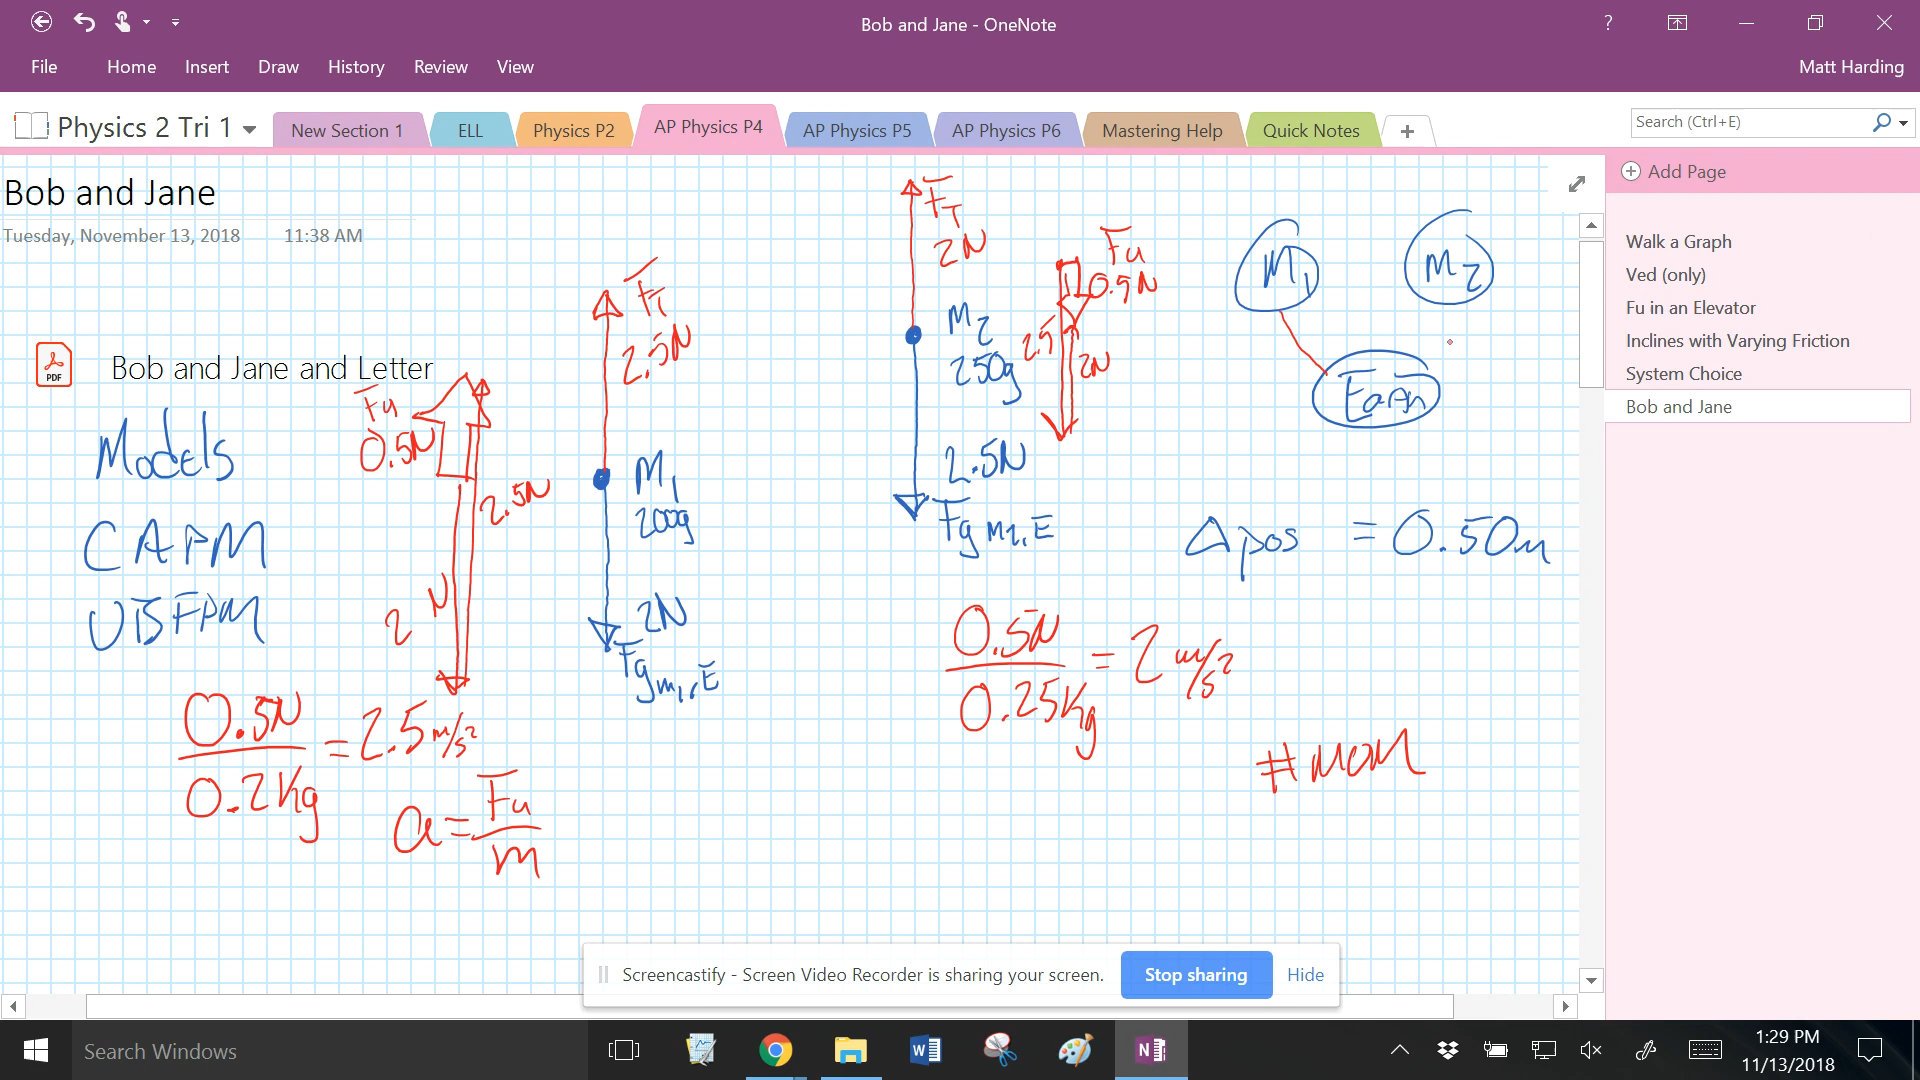 Bob and Jane - OneNote
?
File Home Insert Draw History Review View
Matt Harding
Physics 2 Tri 1
New Section 1 ELL Physics P2 AP Physics P4 AP Physics P5 AP Physics P6 Mastering Help Quick Notes +
Search (Ctrl+E)
Add Page
Walk a Graph
Ved (only)
Fu in an Elevator
Inclines with Varying Friction
System Choice
Bob and Jane
Bob and Jane
Tuesday, November 13, 2018 11:38 AM
PDF
Bob and Jane and Letter
Models
CAPM
UBFPM
Fu
0.5N
2.5N
2 N
0.5N
0.2Kg
= 2.5 m/s²
a = Fu
m
FT
2.5N
M1
200g
2N
Fg m1,E
FT
2N
M2
250g
2.5N
Fg M2,E
Fu
2N
0.5N
0.25Kg
= 2 m/s²
M1
M2
Earth
Δpos = 0.50m
#MOM
Screencastify - Screen Video Recorder is sharing your screen.
Stop sharing
Hide
Search Windows
1:29 PM
11/13/2018